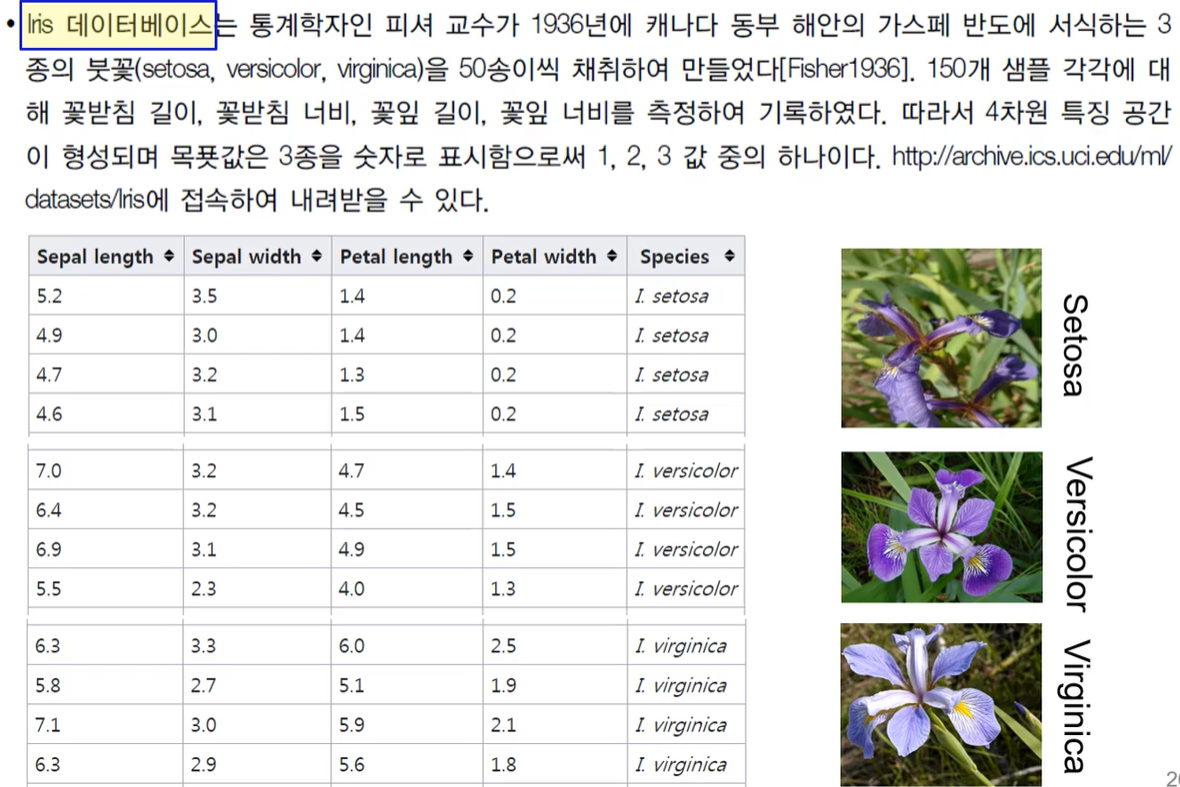 • Iris 데이터베이스는 통계학자인 피셔 교수가 1936년에 캐나다 동부 해안의 가스페 반도에 서식하는 3
종의 붓꽃(setosa, versicolor, virginica)을 50송이씩 채취하여 만들었다[Fisher1936]. 150개 샘플 각각에 대
해 꽃받침 길이, 꽃받침 너비, 꽃잎 길이, 꽃잎 너비를 측정하여 기록하였다. 따라서 4차원 특징 공간
이 형성되며 목푯값은 3종을 숫자로 표시함으로써 1, 2, 3 값 중의 하나이다. http://archive.ics.uci.edu/ml/
datasets/Iris에 접속하여 내려받을 수 있다.
Sepal length Sepal width Petal length Petal width Species
5.2 3.5 1.4 0.2 I. setosa
4.9 3.0 1.4 0.2 I. setosa
4.7 3.2 1.3 0.2 I. setosa
4.6 3.1 1.5 0.2 I. setosa
7.0 3.2 4.7 1.4 I. versicolor
6.4 3.2 4.5 1.5 I. versicolor
6.9 3.1 4.9 1.5 I. versicolor
5.5 2.3 4.0 1.3 I. versicolor
6.3 3.3 6.0 2.5 I. virginica
5.8 2.7 5.1 1.9 I. virginica
7.1 3.0 5.9 2.1 I. virginica
6.3 2.9 5.6 1.8 I. virginica
Setosa
Versicolor
Virginica